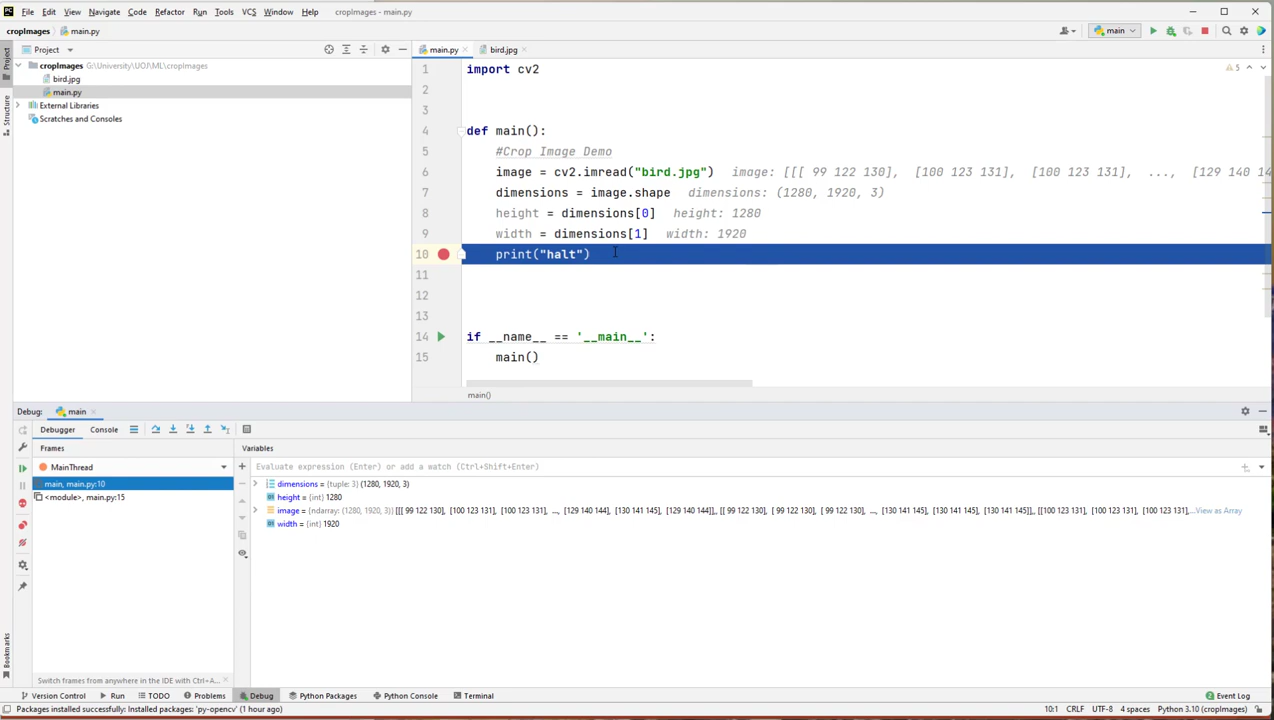 PC File Edit View Navigate Code Refactor Run Tools VCS Window Help cropImages - main.py
cropImages main.py main
Project main.py bird.jpg
cropImages G:\University\UOJ\ML\cropImages
bird.jpg
main.py
External Libraries
Scratches and Consoles
Project
Structure
Bookmarks
5
1 import cv2
2
3
4 def main():
5 #Crop Image Demo
6 image = cv2.imread("bird.jpg") image: [[[ 99 122 130], [100 123 131], [100 123 131], ..., [129 140 14
7 dimensions = image.shape dimensions: (1280, 1920, 3)
8 height = dimensions[0] height: 1280
9 width = dimensions[1] width: 1920
10 print("halt")
11
12
13
14 if __name__ == '__main__':
15 main()
main()
Debug: main
Debugger Console
Frames Variables
MainThread
main, main.py:10
<module>, main.py:15
Evaluate expression (Enter) or add a watch (Ctrl+Shift+Enter)
dimensions = {tuple: 3} (1280, 1920, 3)
height = {int} 1280
image = {ndarray: (1280, 1920, 3)} [[[ 99 122 130], [100 123 131], [100 123 131], ..., [129 140 144], [130 141 145], [129 140 144]],, [[ 99 122 130], [ 99 122 130], [ 99 122 130], ..., [130 141 145], [130 141 145], [130 141 145]],, [[100 123 131], [100 123 131], [100 123 131],...View as Array
width = {int} 1920
Switch frames from anywhere in the IDE with Ctrl+A...
Version Control Run TODO Problems Debug Python Packages Python Console Terminal Event Log
Packages installed successfully: Installed packages: 'py-opencv' (1 hour ago) 10:1 CRLF UTF-8 4 spaces Python 3.10 (cropImages)